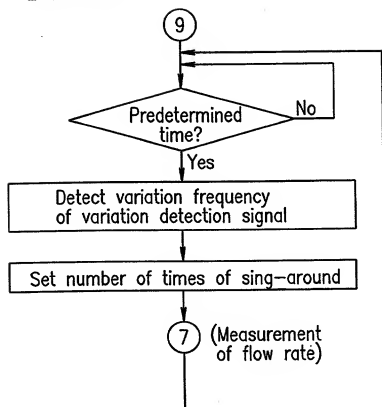 9
Predetermined
time?
No
Yes
Detect variation frequency
of variation detection signal
Set number of times of sing-around
7 (Measurement
of flow rate)